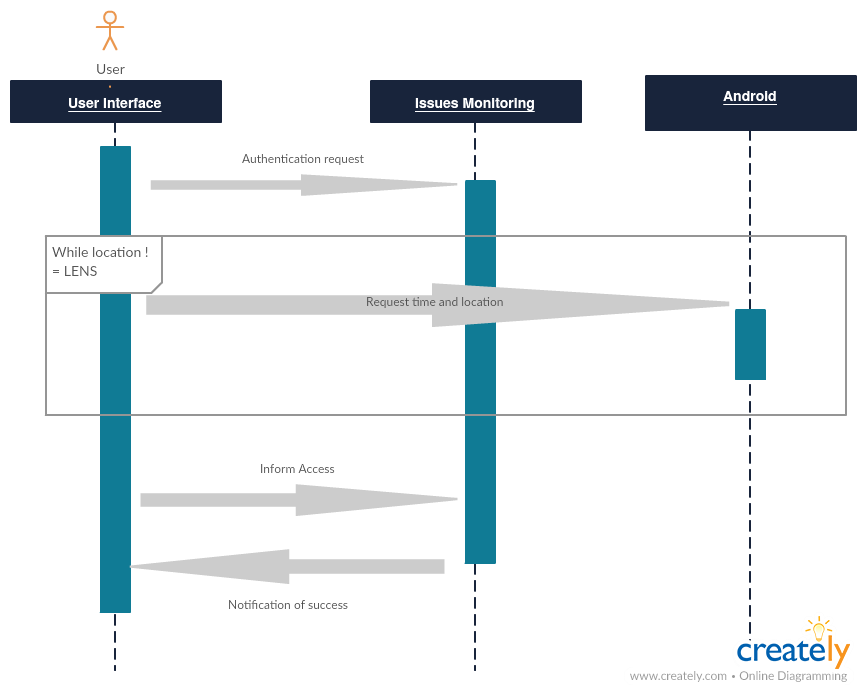 User
User Interface
Issues Monitoring
Android
Authentication request
While location !
= LENS
Request time and location
Inform Access
Notification of success
creately
www.creately.com • Online Diagramming